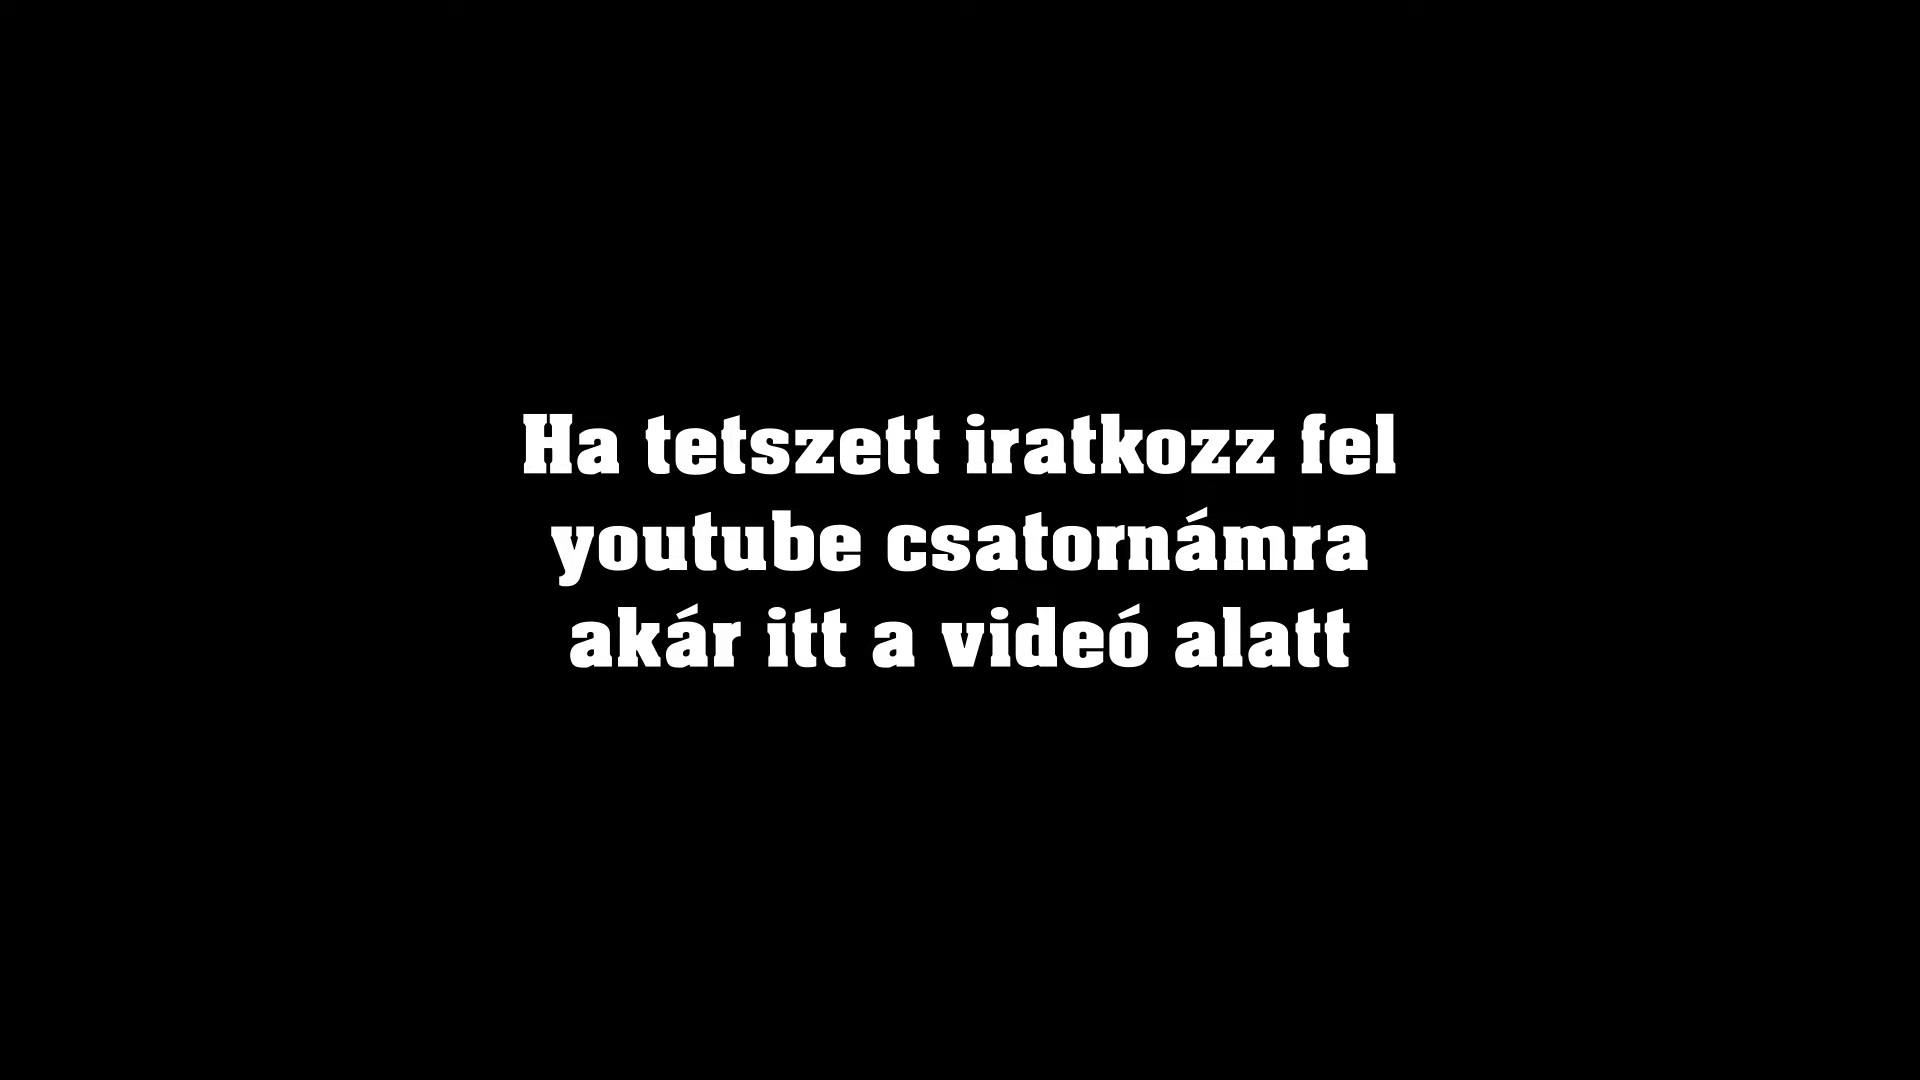 Ha tetszett iratkozz fel
youtube csatornámra
akár itt a videó alatt